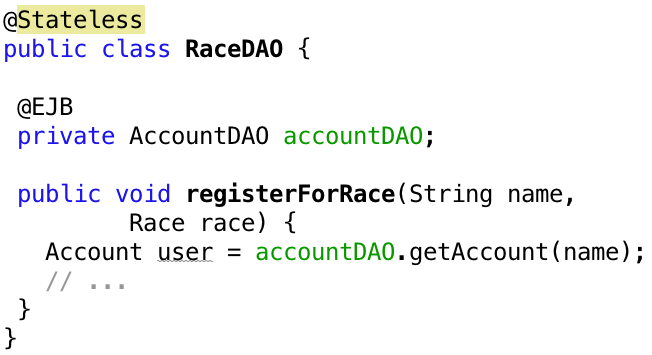 @Stateless
public class RaceDAO {
@EJB
private AccountDAO accountDAO;
public void registerForRace(String name,
Race race) {
Account user = accountDAO.getAccount(name);
// ...
}
}